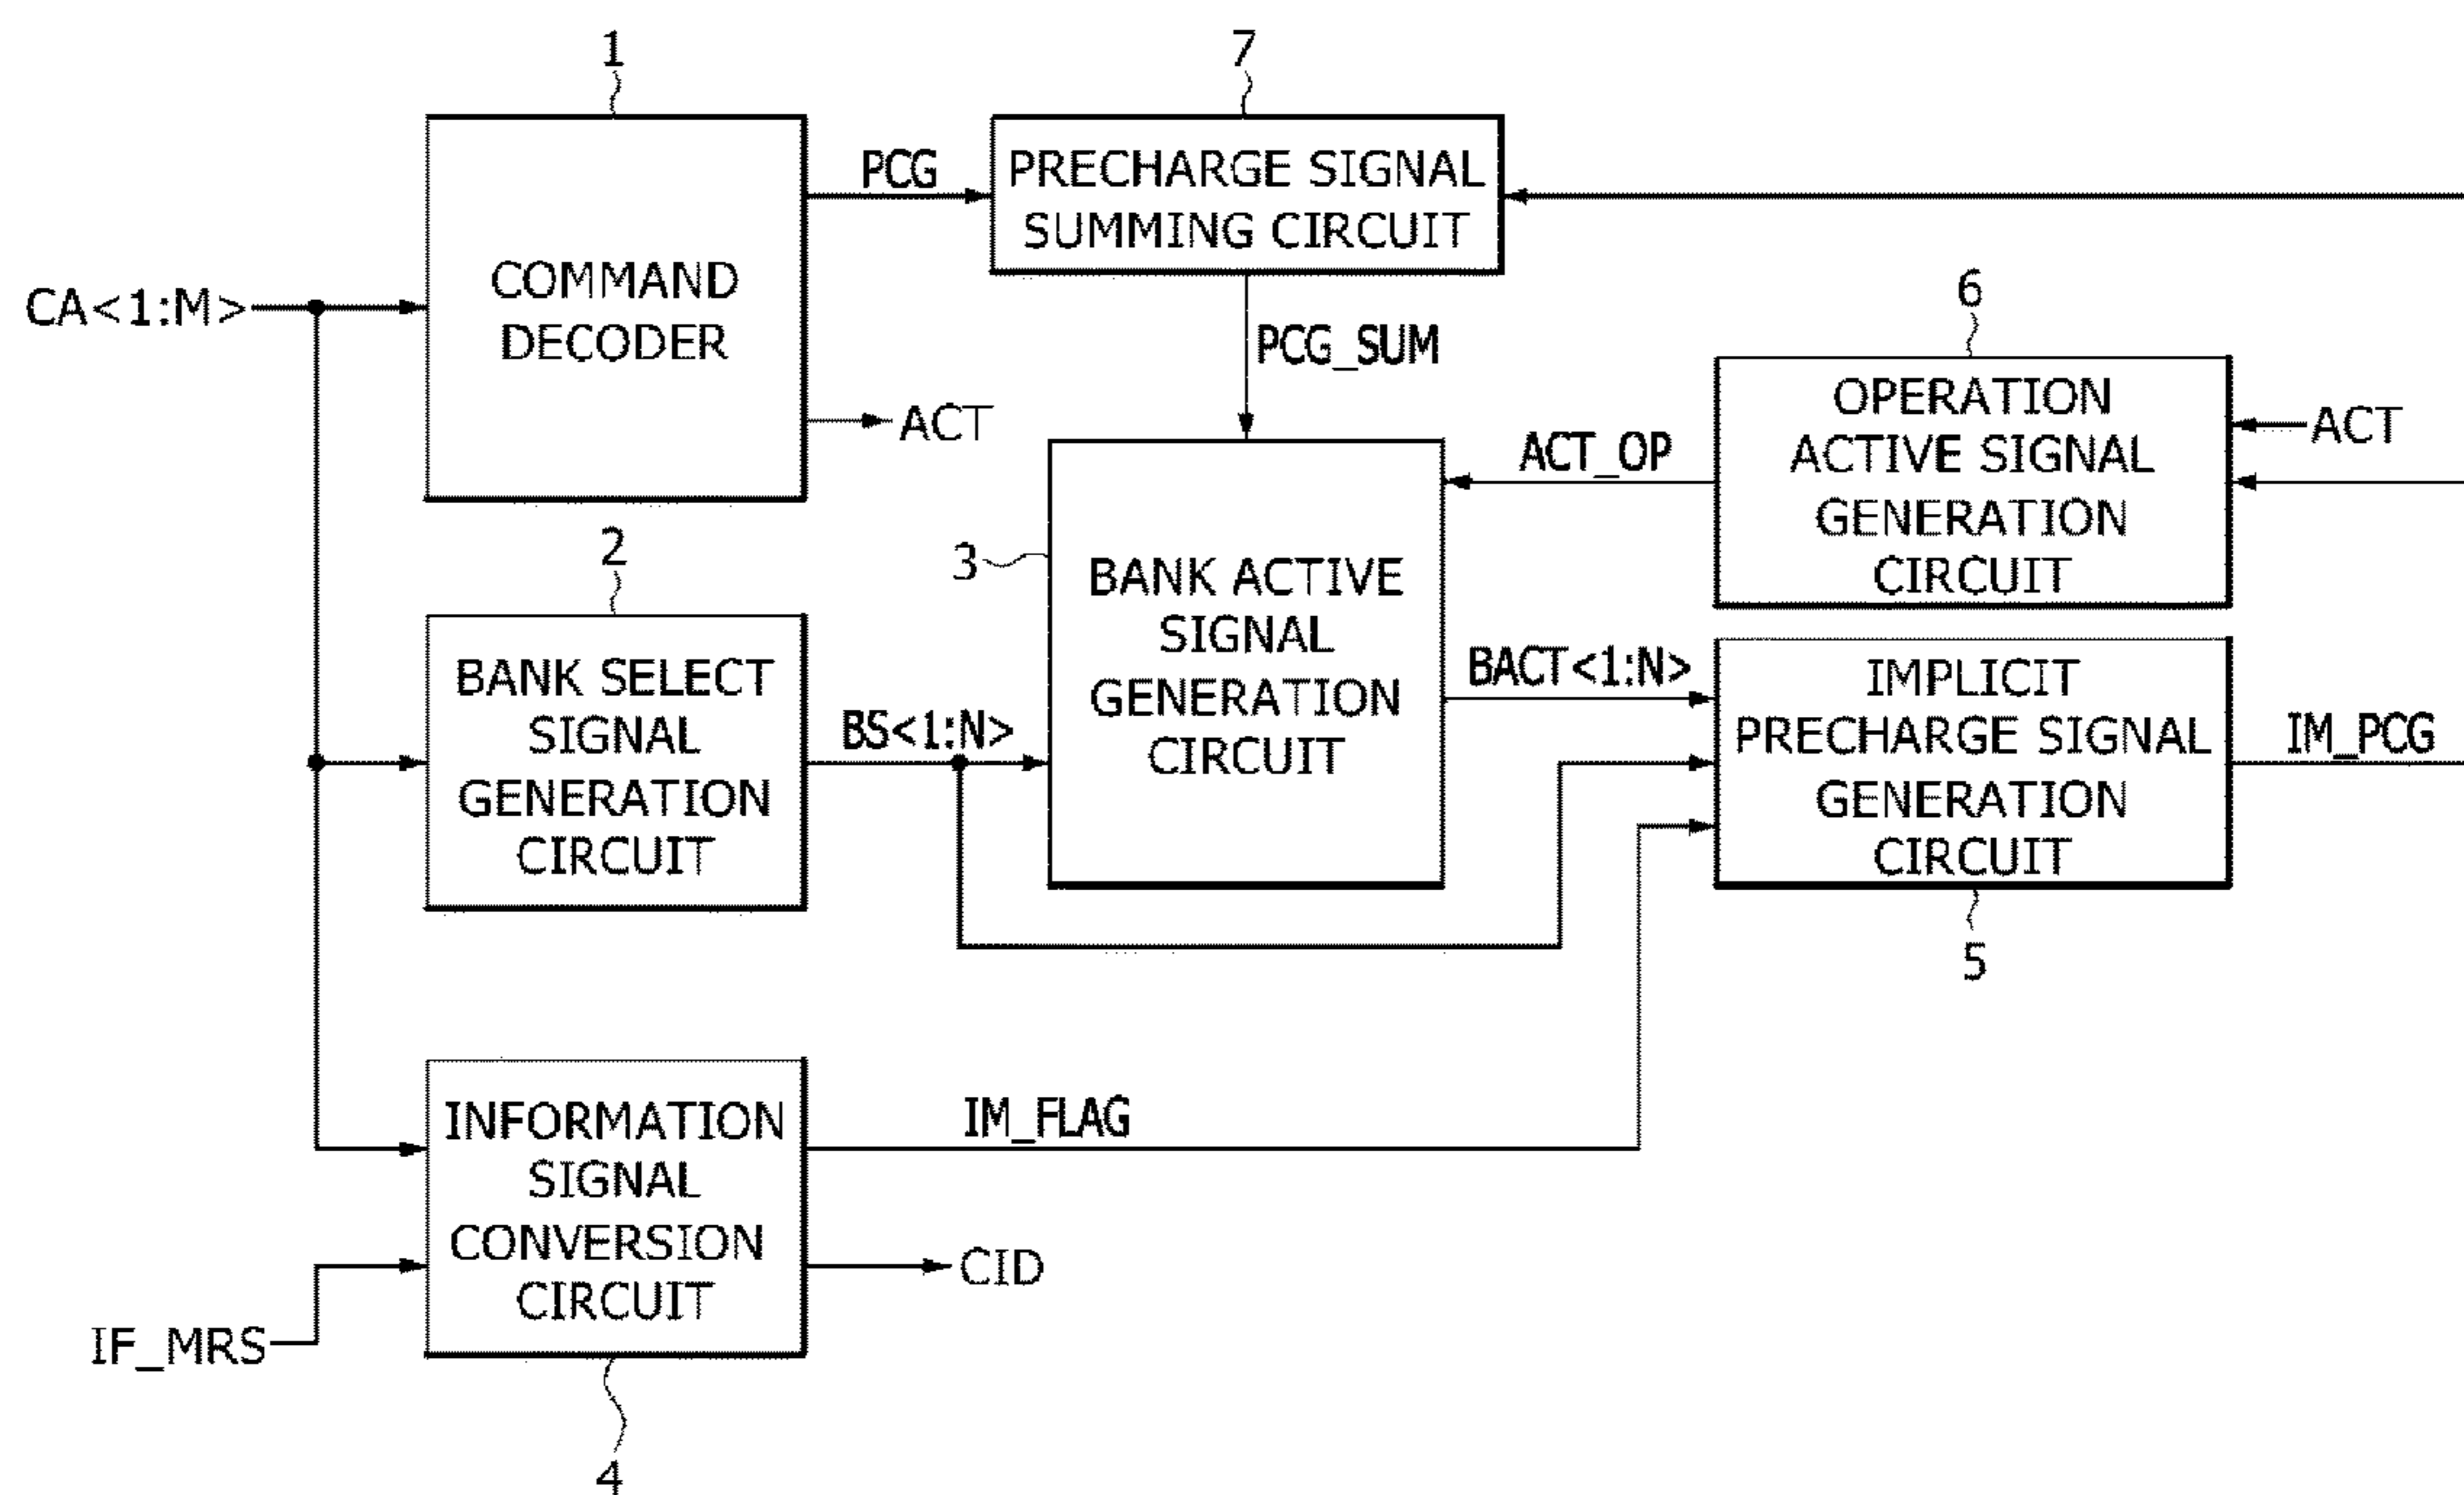 1
7
COMMAND
DECODER
PCG
PRECHARGE SIGNAL
SUMMING CIRCUIT
CA<1:M>
PCG_SUM
ACT
6
OPERATION
ACTIVE SIGNAL
GENERATION
CIRCUIT
ACT
ACT_OP
2
3
BANK ACTIVE
SIGNAL
GENERATION
CIRCUIT
BANK SELECT
SIGNAL
GENERATION
CIRCUIT
BS<1:N>
BACT<1:N>
IMPLICIT
PRECHARGE SIGNAL
GENERATION
CIRCUIT
IM_PCG
5
INFORMATION
SIGNAL
CONVERSION
CIRCUIT
IM_FLAG
CID
IF_MRS
4